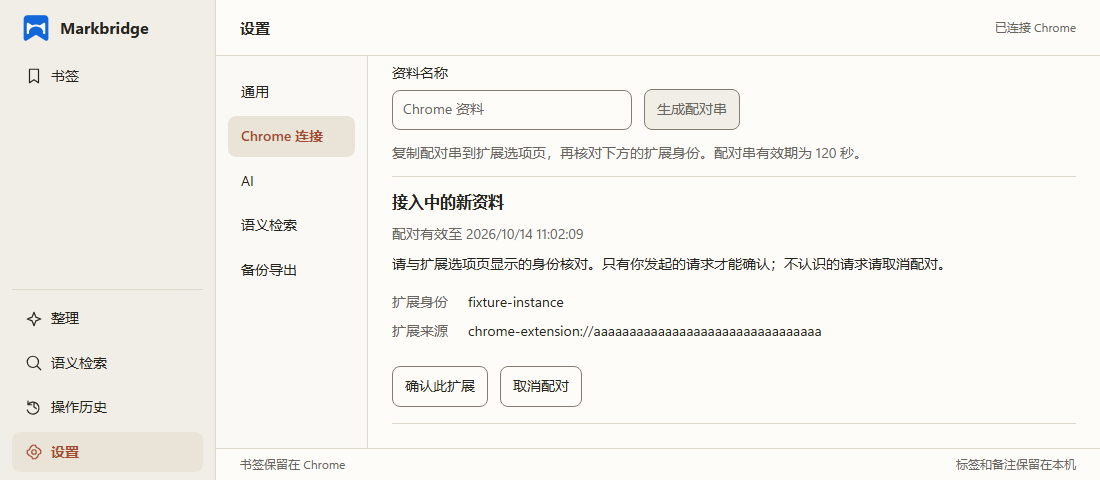 Markbridge
书签
整理
语义检索
操作历史
设置
设置
已连接 Chrome
通用
Chrome 连接
AI
语义检索
备份导出
资料名称
Chrome 资料
生成配对串
复制配对串到扩展选项页，再核对下方的扩展身份。配对串有效期为 120 秒。
接入中的新资料
配对有效至 2026/10/14 11:02:09
请与扩展选项页显示的身份核对。只有你发起的请求才能确认；不认识的请求请取消配对。
扩展身份 fixture-instance
扩展来源 chrome-extension://aaaaaaaaaaaaaaaaaaaaaaaaaaaaaaaa
确认此扩展
取消配对
书签保留在 Chrome
标签和备注保留在本机